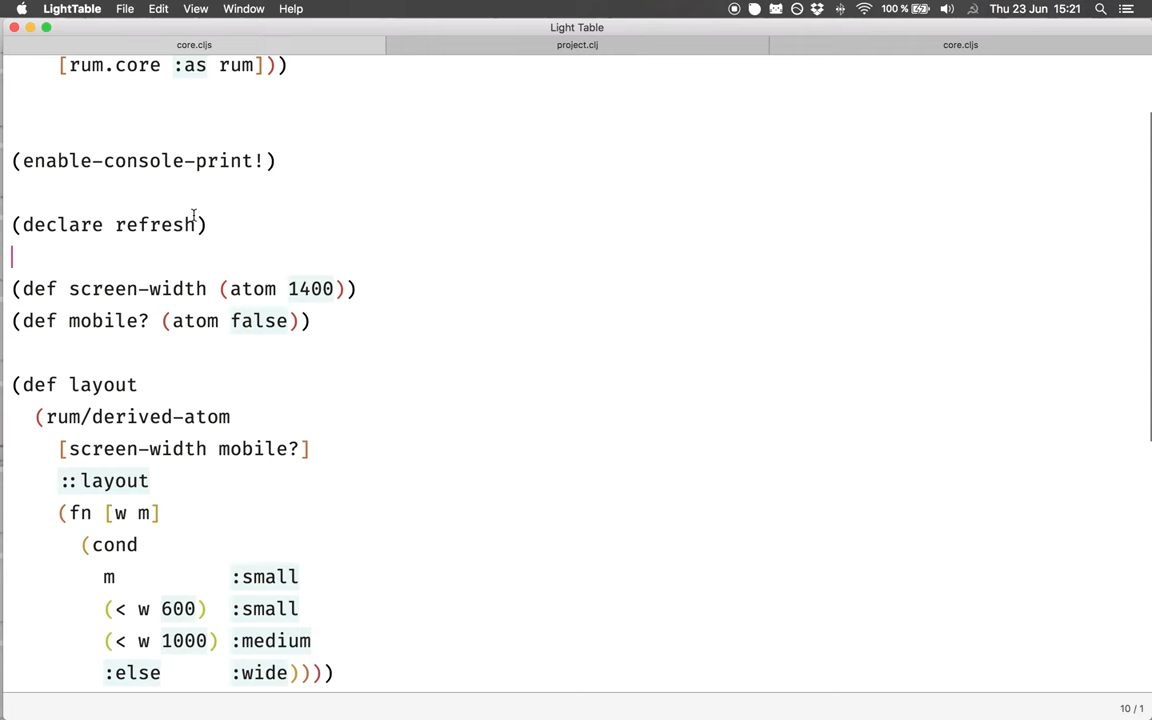 LightTable File Edit View Window Help 100 % Thu 23 Jun 15:21
Light Table
core.cljs project.clj core.cljs
[rum.core :as rum]))
(enable-console-print!)
(declare refresh)
(def screen-width (atom 1400))
(def mobile? (atom false))
(def layout
(rum/derived-atom
[screen-width mobile?]
::layout
(fn [w m]
(cond
m :small
(< w 600) :small
(< w 1000) :medium
:else :wide))))
10 / 1